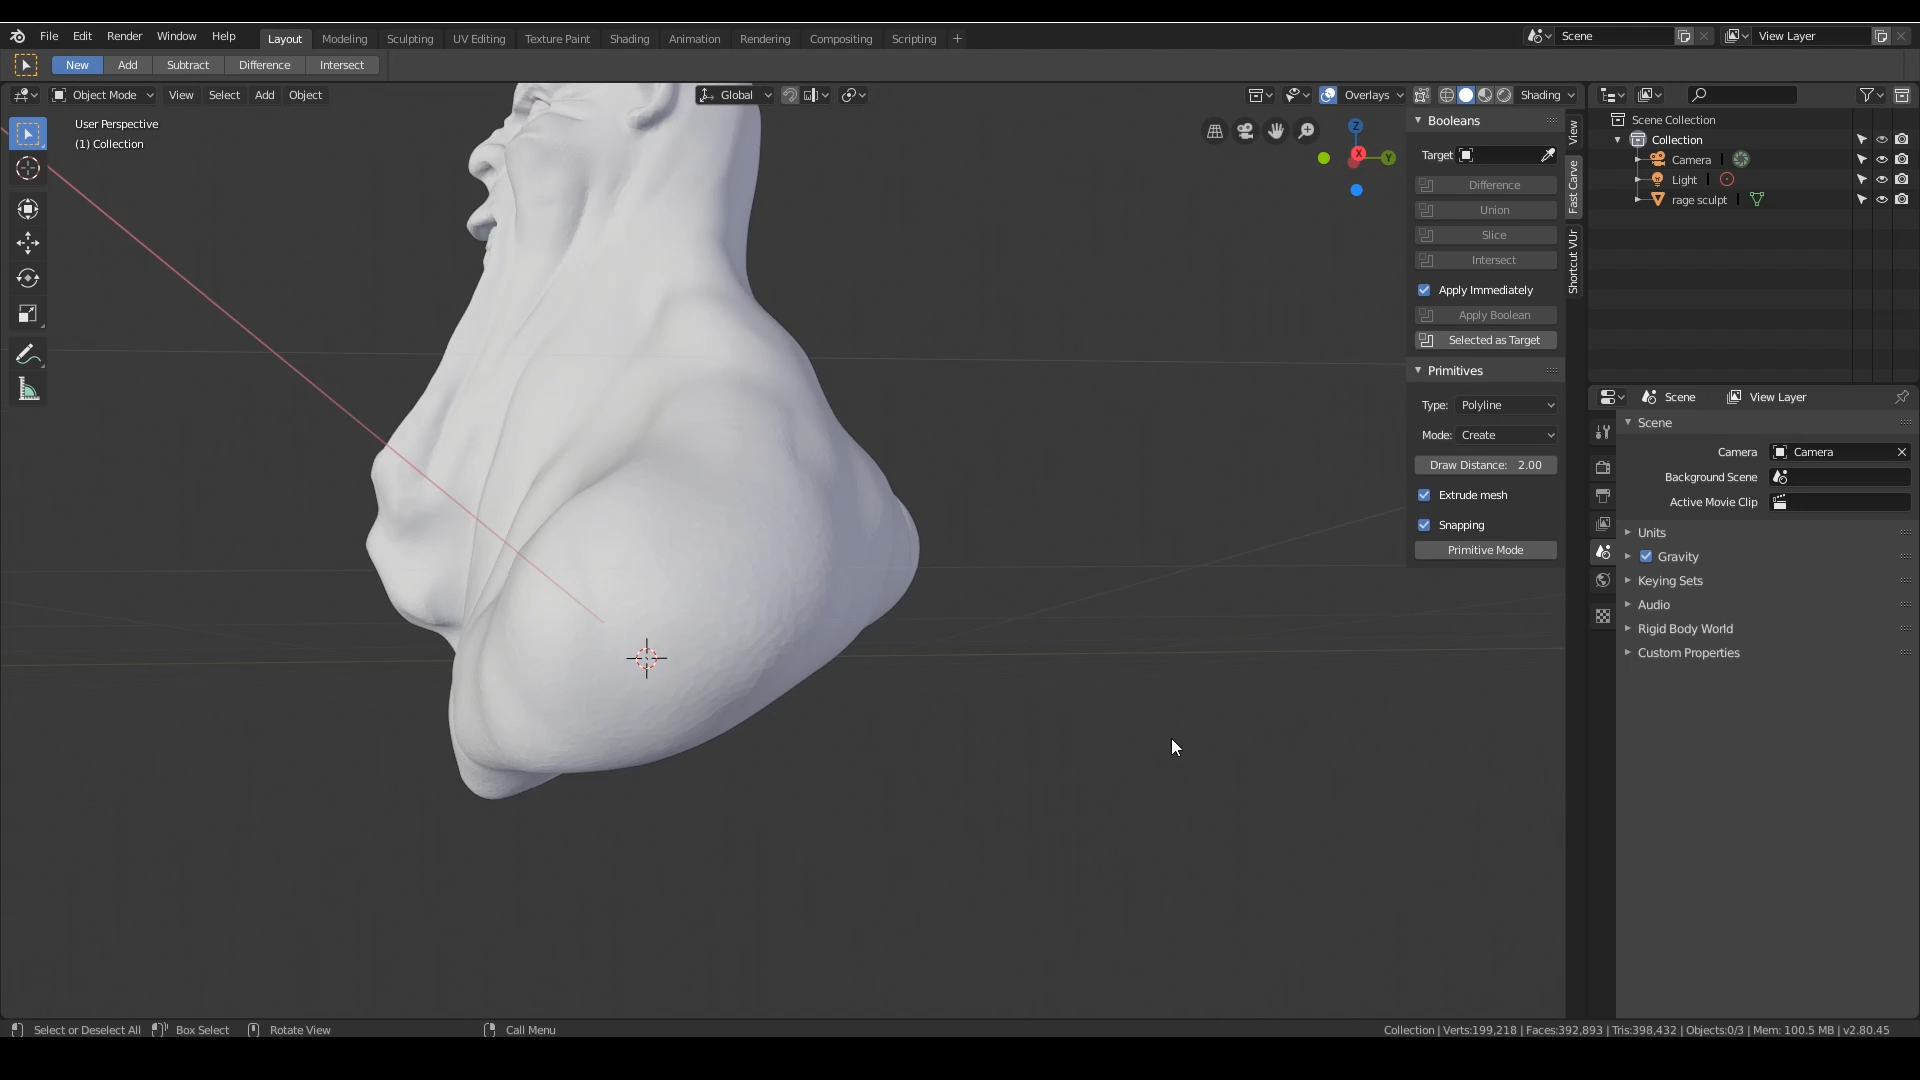 File Edit Render Window Help Layout Modeling Sculpting UV Editing Texture Paint Shading Animation Rendering Compositing Scripting + Scene View Layer
New Add Subtract Difference Intersect
Object Mode View Select Add Object Global Overlays Shading
User Perspective
(1) Collection
X
Y
Z
Booleans
Target
Difference
Union
Slice
Intersect
Apply Immediately
Apply Boolean
Selected as Target
Primitives
Type: Polyline
Mode: Create
Draw Distance: 2.00
Extrude mesh
Snapping
Primitive Mode
View
Fast Carve
Shortcut VUr
Scene Collection
Collection
Camera
Light
rage sculpt
Scene View Layer
Scene
Camera Camera
Background Scene
Active Movie Clip
Units
Gravity
Keying Sets
Audio
Rigid Body World
Custom Properties
Select or Deselect All Box Select Rotate View Call Menu Collection | Verts:199,218 | Faces:392,893 | Tris:398,432 | Objects:0/3 | Mem: 100.5 MB | v2.80.45